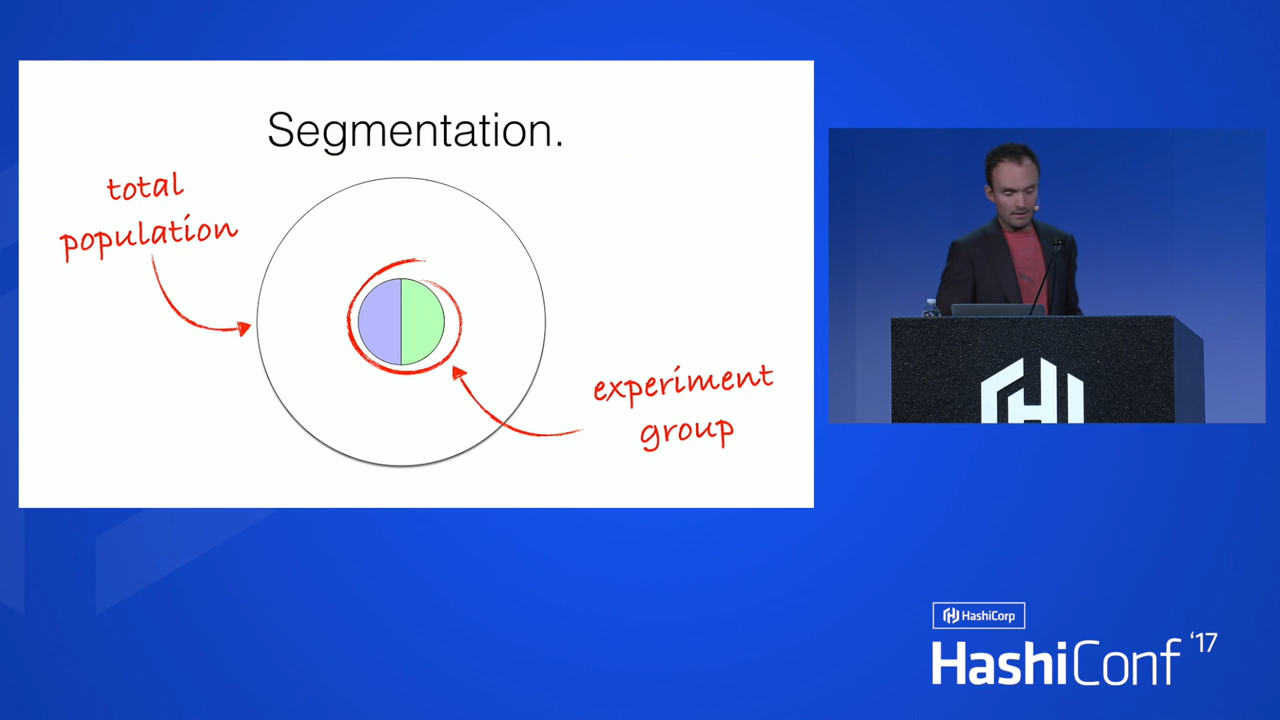 Segmentation.
total
population
experiment
group
HashiCorp
HashiConf '17